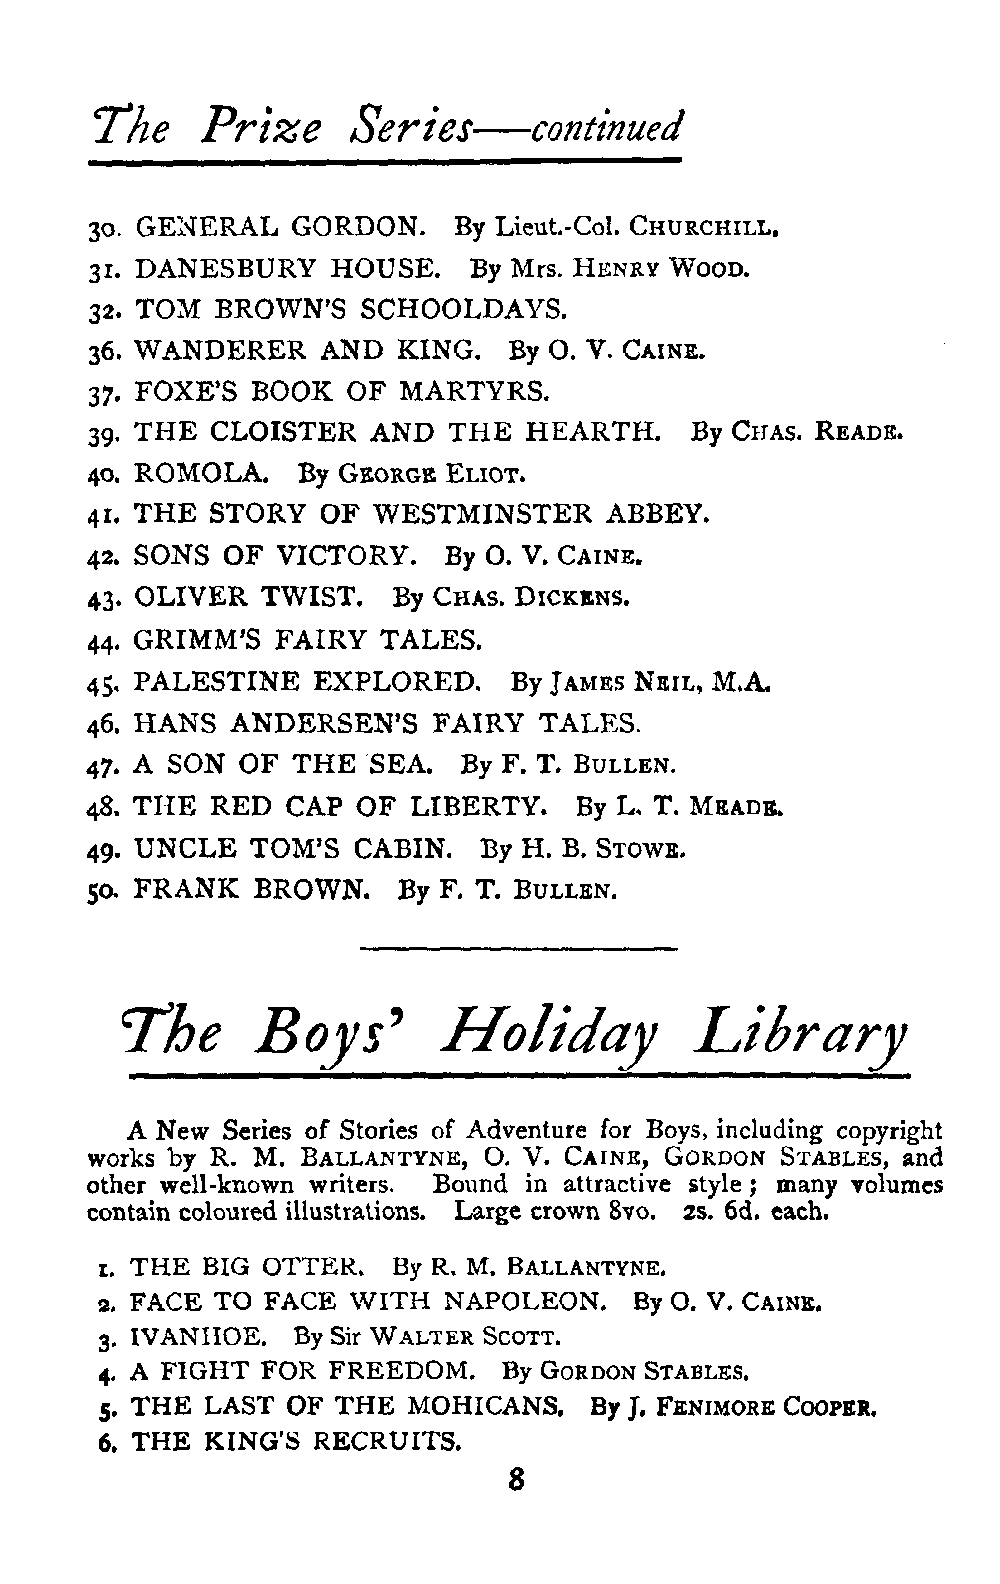 The Prize Series—continued
30. GENERAL GORDON. By Lieut.-Col. CHURCHILL.
31. DANESBURY HOUSE. By Mrs. HENRY WOOD.
32. TOM BROWN'S SCHOOLDAYS.
36. WANDERER AND KING. By O. V. CAINE.
37. FOXE'S BOOK OF MARTYRS.
39. THE CLOISTER AND THE HEARTH. By CHAS. READE.
40. ROMOLA. By GEORGE ELIOT.
41. THE STORY OF WESTMINSTER ABBEY.
42. SONS OF VICTORY. By O. V. CAINE.
43. OLIVER TWIST. By CHAS. DICKENS.
44. GRIMM'S FAIRY TALES.
45. PALESTINE EXPLORED. By JAMES NEIL, M.A.
46. HANS ANDERSEN'S FAIRY TALES.
47. A SON OF THE SEA. By F. T. BULLEN.
48. THE RED CAP OF LIBERTY. By L. T. MEADE.
49. UNCLE TOM'S CABIN. By H. B. STOWE.
50. FRANK BROWN. By F. T. BULLEN.
The Boys' Holiday Library
A New Series of Stories of Adventure for Boys, including copyright
works by R. M. BALLANTYNE, O. V. CAINE, GORDON STABLES, and
other well-known writers. Bound in attractive style; many volumes
contain coloured illustrations. Large crown 8vo. 2s. 6d. each.
1. THE BIG OTTER. By R. M. BALLANTYNE.
2. FACE TO FACE WITH NAPOLEON. By O. V. CAINE.
3. IVANHOE. By Sir WALTER SCOTT.
4. A FIGHT FOR FREEDOM. By GORDON STABLES.
5. THE LAST OF THE MOHICANS. By J. FENIMORE COOPER.
6. THE KING'S RECRUITS.
8